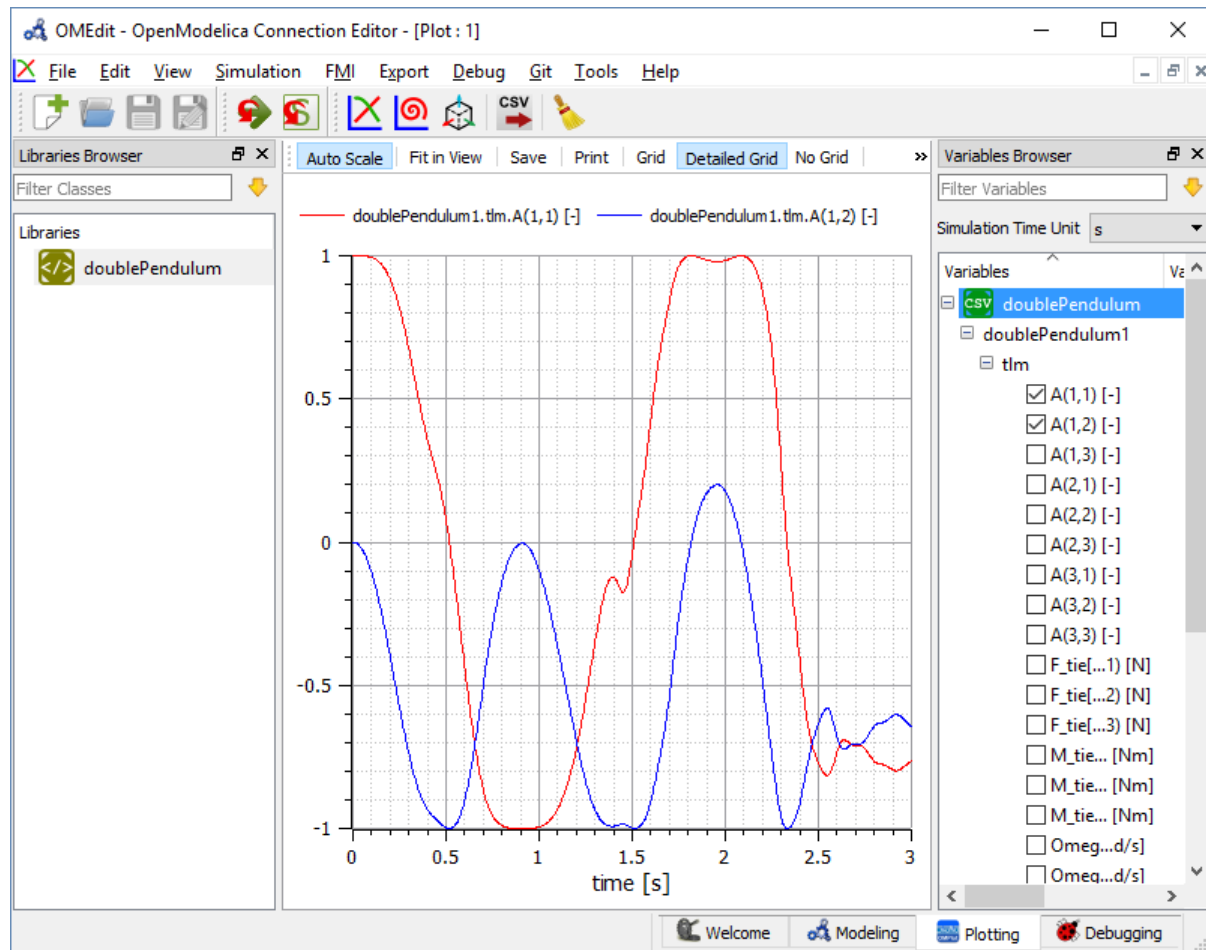 OMEdit - OpenModelica Connection Editor - [Plot : 1]
File Edit View Simulation FMI Export Debug Git Tools Help
CSV
Libraries Browser
Filter Classes
Libraries
</> doublePendulum
Auto Scale Fit in View Save Print Grid Detailed Grid No Grid »
doublePendulum1.tlm.A(1,1) [-] doublePendulum1.tlm.A(1,2) [-]
1
0.5
0
-0.5
-1
0 0.5 1 1.5 2 2.5 3
time [s]
Variables Browser
Filter Variables
Simulation Time Unit s
Variables Va
CSV doublePendulum
doublePendulum1
tlm
A(1,1) [-]
A(1,2) [-]
A(1,3) [-]
A(2,1) [-]
A(2,2) [-]
A(2,3) [-]
A(3,1) [-]
A(3,2) [-]
A(3,3) [-]
F_tie[...1) [N]
F_tie[...2) [N]
F_tie[...3) [N]
M_tie... [Nm]
M_tie... [Nm]
M_tie... [Nm]
Omeg...d/s]
Omeg...d/s]
Welcome Modeling Plotting Debugging